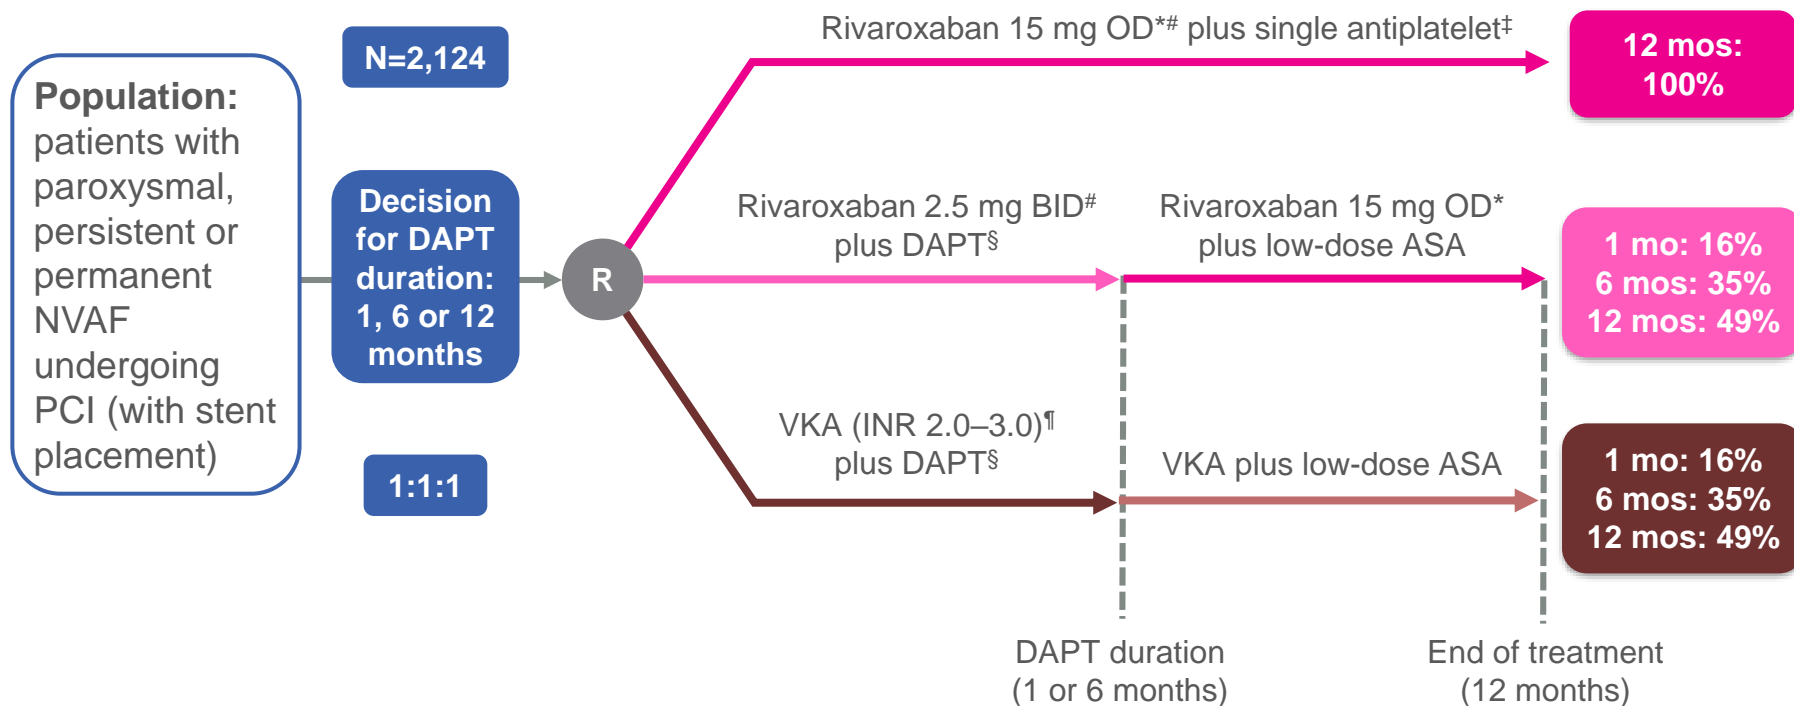 Population:
patients with
paroxysmal,
persistent or
permanent
NVAF
undergoing
PCI (with stent
placement)
N=2,124
Decision
for DAPT
duration:
1, 6 or 12
months
1:1:1
R
Rivaroxaban 15 mg OD*# plus single antiplatelet‡
12 mos:
100%
Rivaroxaban 2.5 mg BID#
plus DAPT§
Rivaroxaban 15 mg OD*
plus low-dose ASA
1 mo: 16%
6 mos: 35%
12 mos: 49%
VKA (INR 2.0–3.0)¶
plus DAPT§
VKA plus low-dose ASA
1 mo: 16%
6 mos: 35%
12 mos: 49%
DAPT duration
(1 or 6 months)
End of treatment
(12 months)